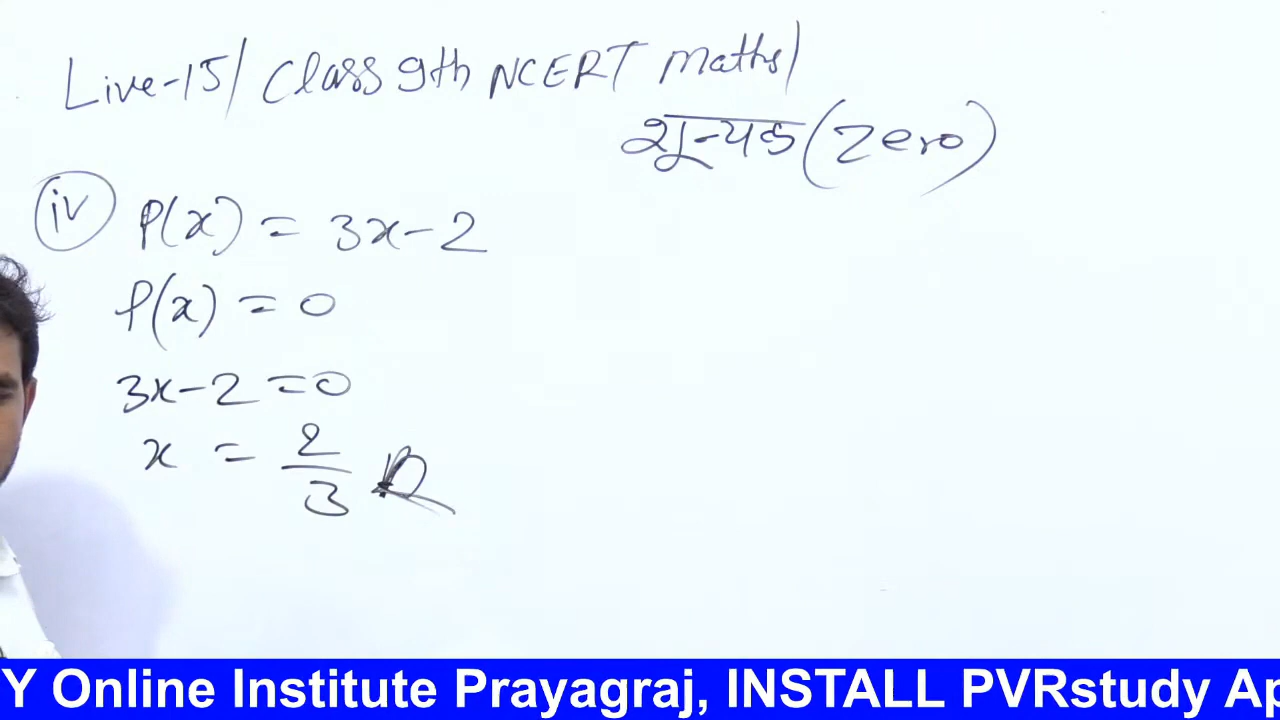 Live-15/ Class 9th NCERT Maths/
शून्यक (Zero)
iv P(x) = 3x-2
P(x) = 0
3x-2 = 0
x = 2/3
Y Online Institute Prayagraj, INSTALL PVRstudy Ap